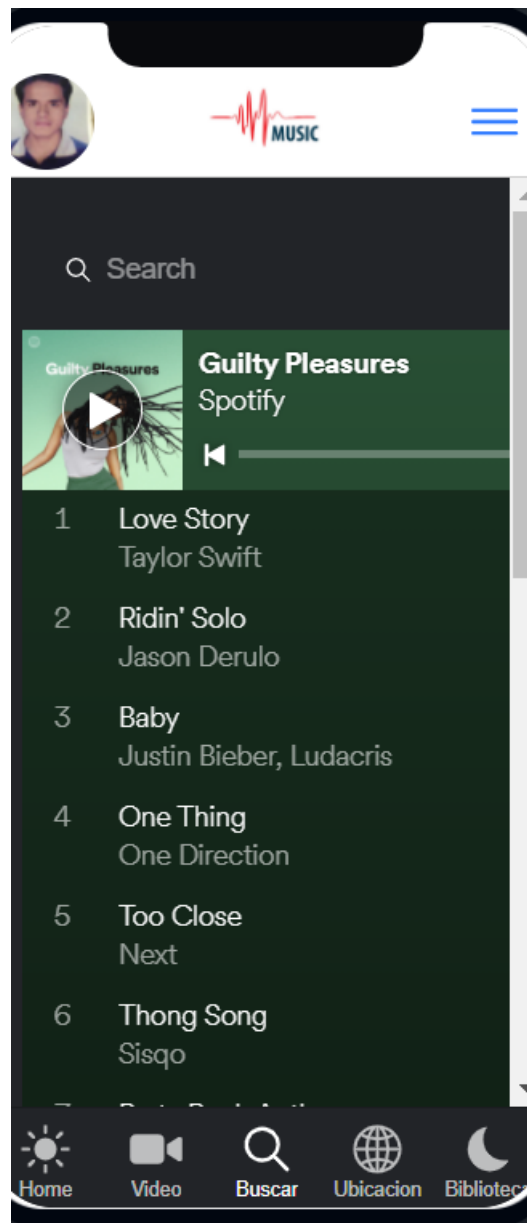 MUSIC
Search
Guilty Pleasures
Guilty Pleasures
Spotify
1 Love Story
Taylor Swift
2 Ridin' Solo
Jason Derulo
3 Baby
Justin Bieber, Ludacris
4 One Thing
One Direction
5 Too Close
Next
6 Thong Song
Sisqo
Home Video Buscar Ubicacion Biblioteca